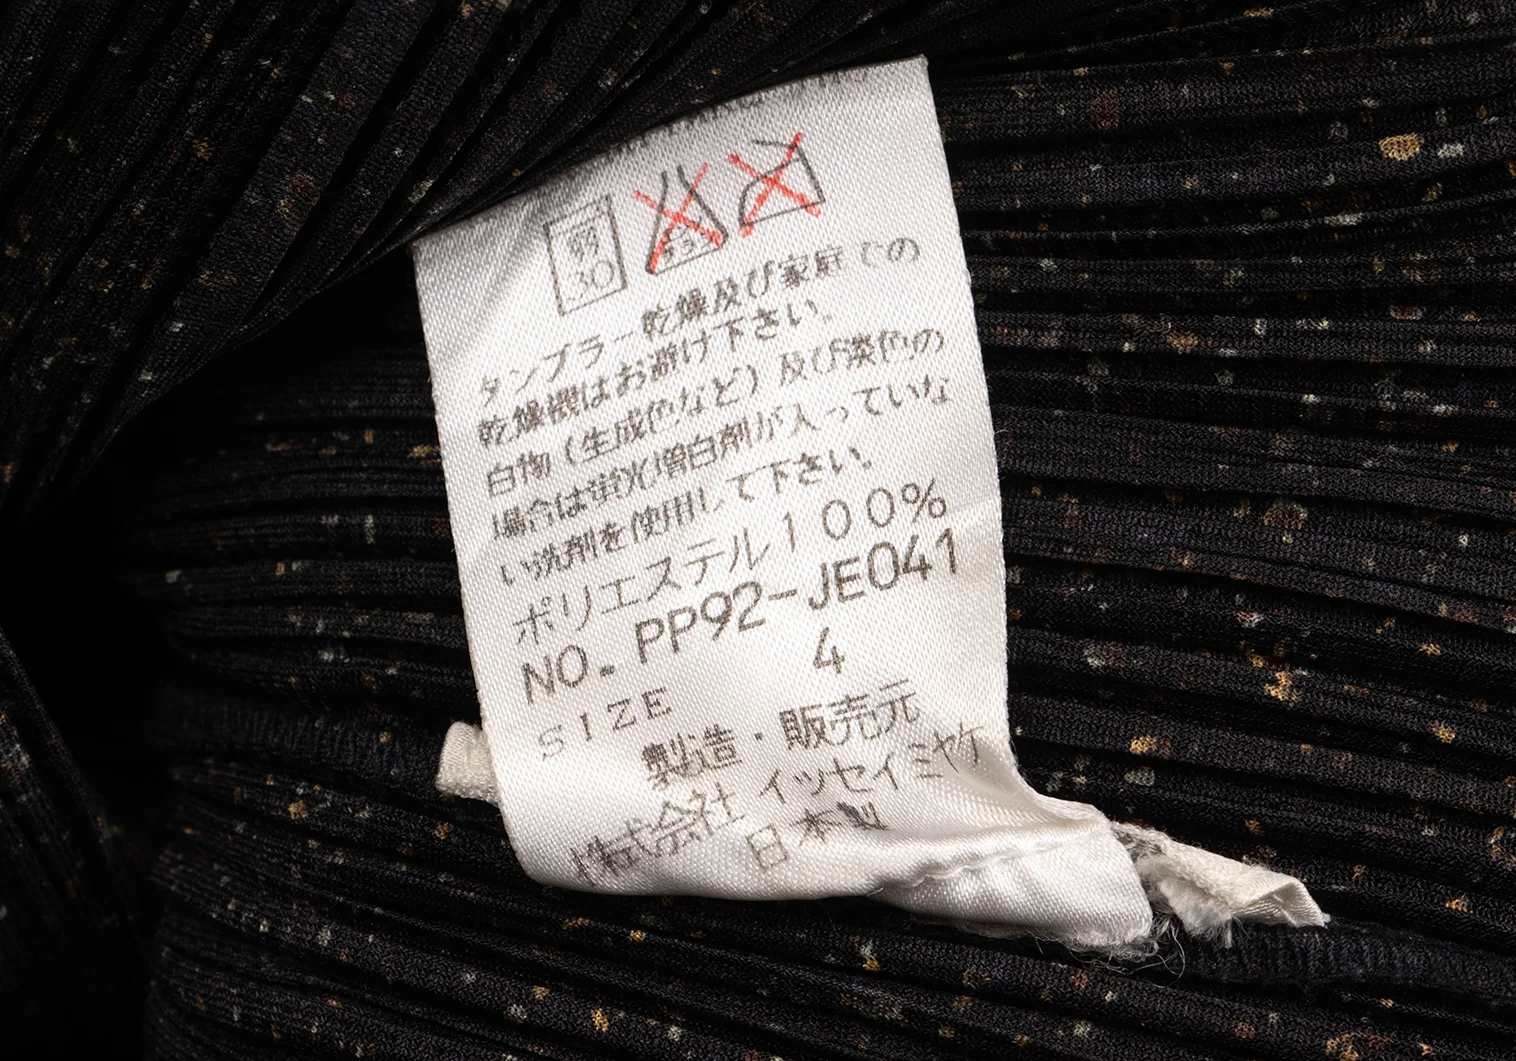 弱
30
エンソ
タンブラー乾燥及び家庭での
乾燥機はお避け下さい。
白物(生成色など)及び淡色の
場合は蛍光増白剤が入っていな
い洗剤を使用して下さい。
ポリエステル100%
NO. PP92-JE041
SIZE 4
製造・販売元
株式会社 イッセイミヤケ
日本製